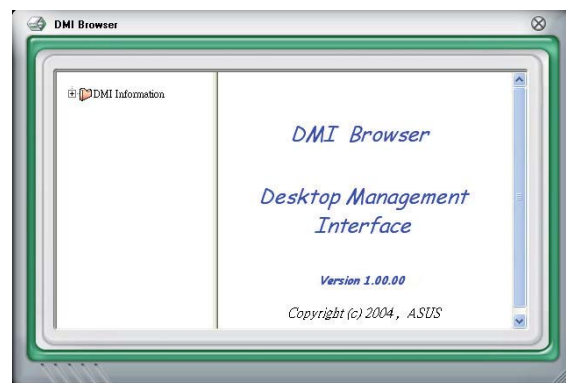 DMI Browser
DMI Information
DMI Browser
Desktop Management
Interface
Version 1.00.00
Copyright (c) 2004, ASUS